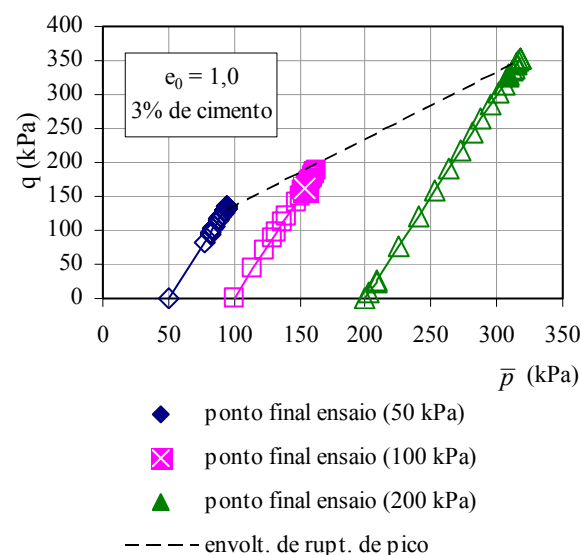 400
350
300
250
200
150
100
50
0
q (kPa)
e0 = 1,0
3% de cimento
0 50 100 150 200 250 300 350
p̅ (kPa)
ponto final ensaio (50 kPa)
ponto final ensaio (100 kPa)
ponto final ensaio (200 kPa)
envolt. de rupt. de pico